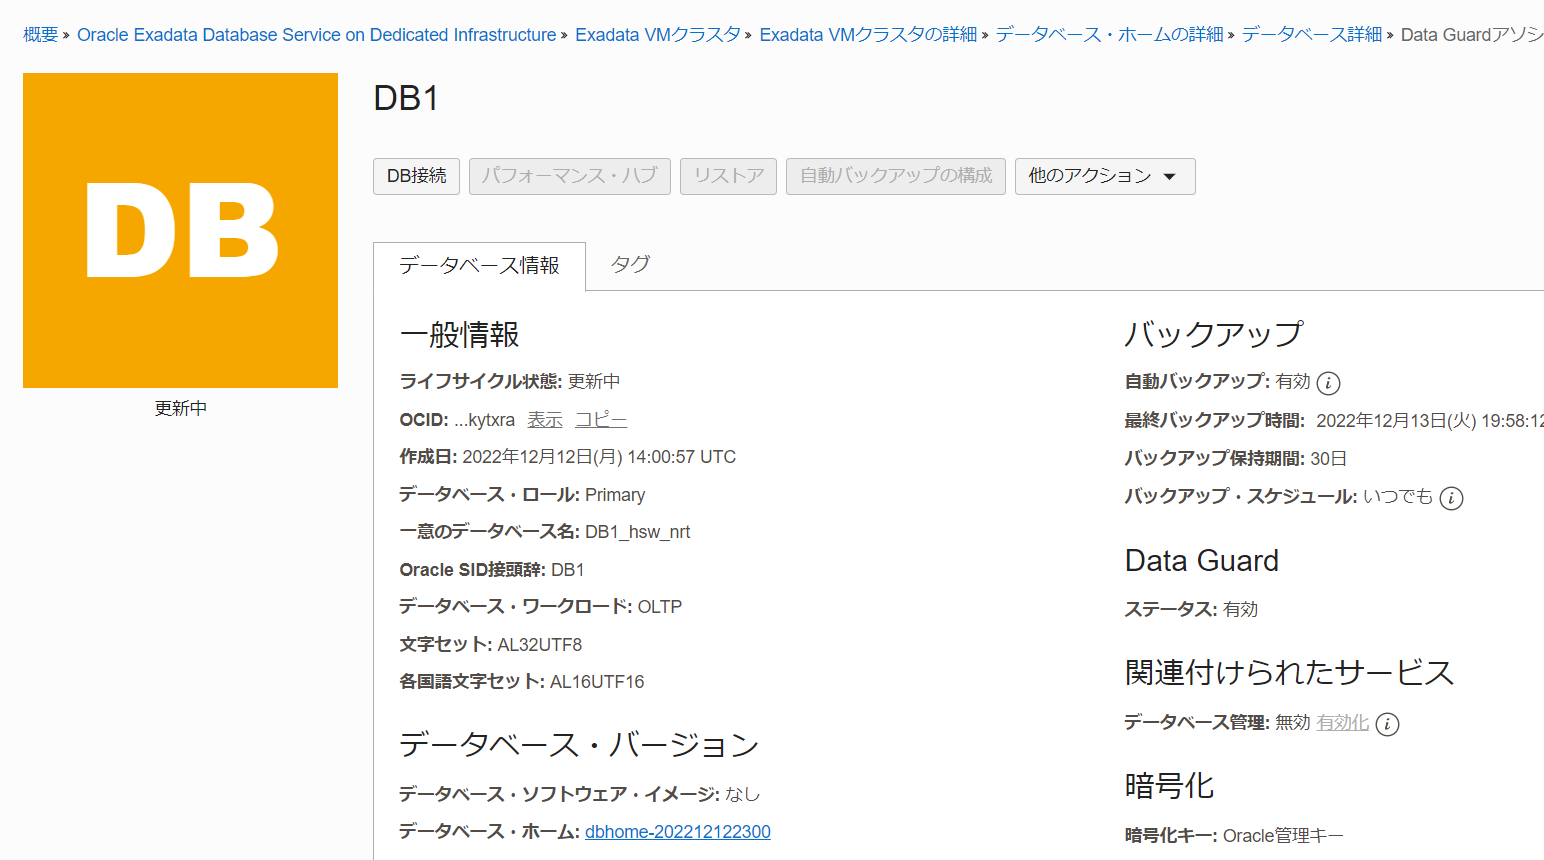 概要 » Oracle Exadata Database Service on Dedicated Infrastructure » Exadata VMクラスタ » Exadata VMクラスタの詳細 » データベース・ホームの詳細 » データベース詳細 » Data Guardアソシ
DB
更新中
DB1
DB接続 パフォーマンス・ハブ リストア 自動バックアップの構成 他のアクション
データベース情報 タグ
一般情報
ライフサイクル状態: 更新中
OCID: ...kytxra 表示 コピー
作成日: 2022年12月12日(月) 14:00:57 UTC
データベース・ロール: Primary
一意のデータベース名: DB1_hsw_nrt
Oracle SID接頭辞: DB1
データベース・ワークロード: OLTP
文字セット: AL32UTF8
各国語文字セット: AL16UTF16
データベース・バージョン
データベース・ソフトウェア・イメージ: なし
データベース・ホーム: dbhome-202212122300
バックアップ
自動バックアップ: 有効
最終バックアップ時間: 2022年12月13日(火) 19:58:12
バックアップ保持期間: 30日
バックアップ・スケジュール: いつでも
Data Guard
ステータス: 有効
関連付けられたサービス
データベース管理: 無効 有効化
暗号化
暗号化キー: Oracle管理キー